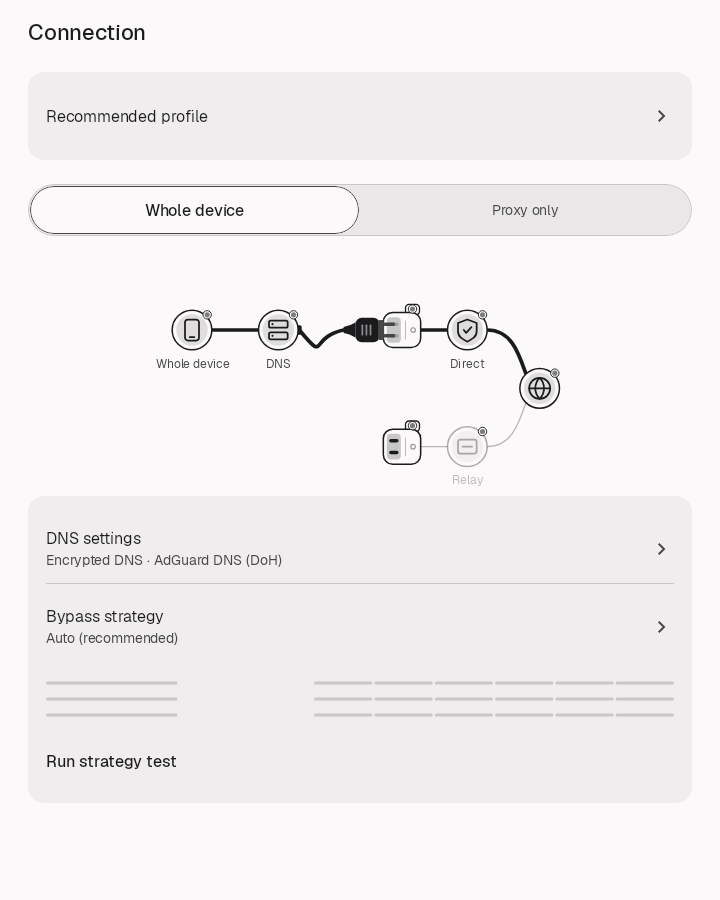 Connection
Recommended profile
Whole device
Proxy only
Whole device
DNS
Direct
Relay
DNS settings
Encrypted DNS · AdGuard DNS (DoH)
Bypass strategy
Auto (recommended)
Run strategy test